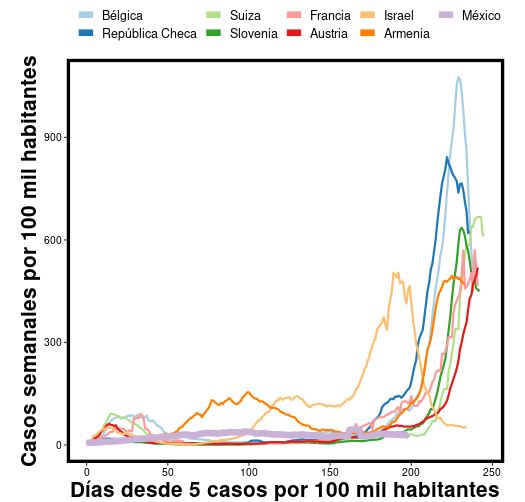 Bélgica Suiza Francia Israel México
República Checa Eslovenia Austria Armenia
Casos semanales por 100 mil habitantes
900
600
300
0
0 50 100 150 200 250
Días desde 5 casos por 100 mil habitantes